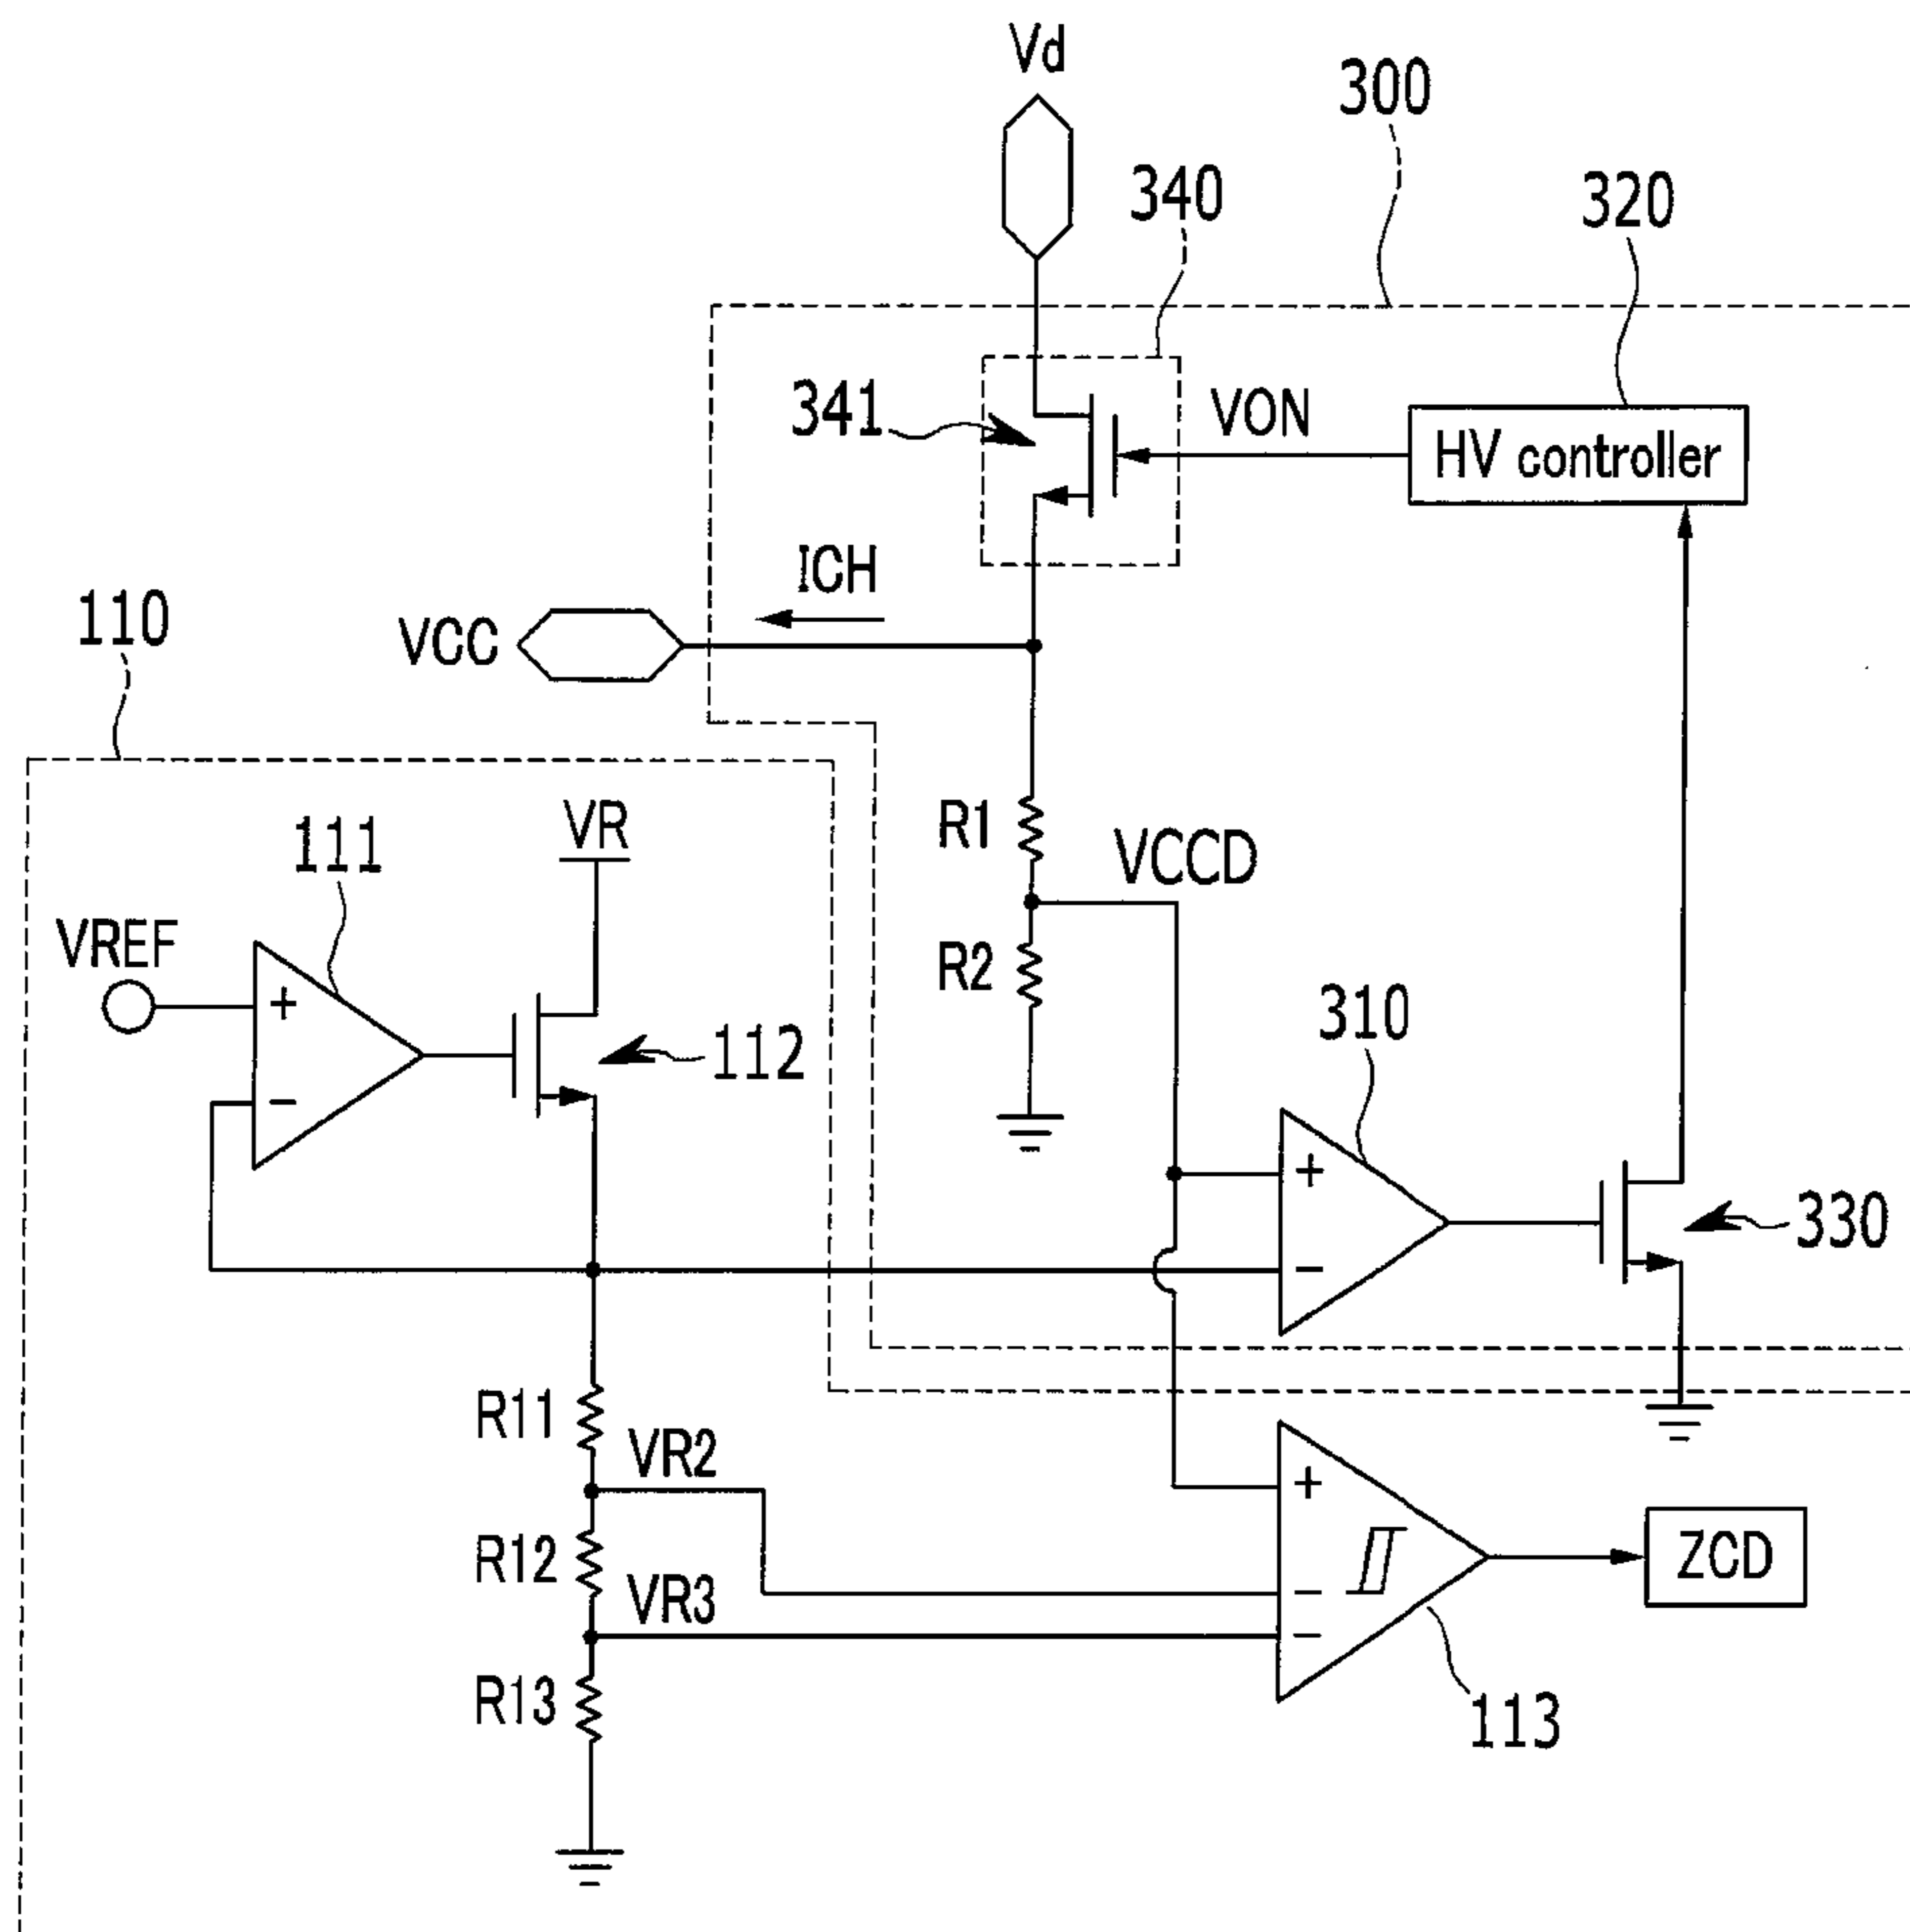 Vd
300
340
320
341
VON
HV controller
ICH
110
VCC
VR
R1
VCCD
111
VREF
+
R2
310
112
−
+
330
−
R11
VR2
+
R12
ZCD
VR3
−
−
R13
113